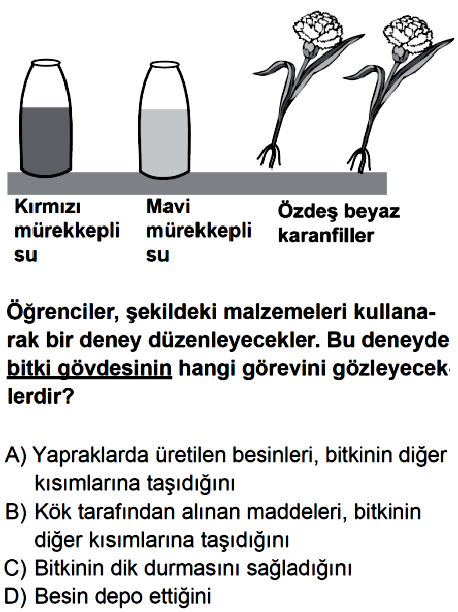 Kırmızı
mürekkepli
su
Mavi
mürekkepli
su
Özdeş beyaz
karanfiller
Öğrenciler, şekildeki malzemeleri kullana-
rak bir deney düzenleyecekler. Bu deneyde
bitki gövdesinin hangi görevini gözleyecek-
lerdir?
A) Yapraklarda üretilen besinleri, bitkinin diğer
kısımlarına taşıdığını
B) Kök tarafından alınan maddeleri, bitkinin
diğer kısımlarına taşıdığını
C) Bitkinin dik durmasını sağladığını
D) Besin depo ettiğini